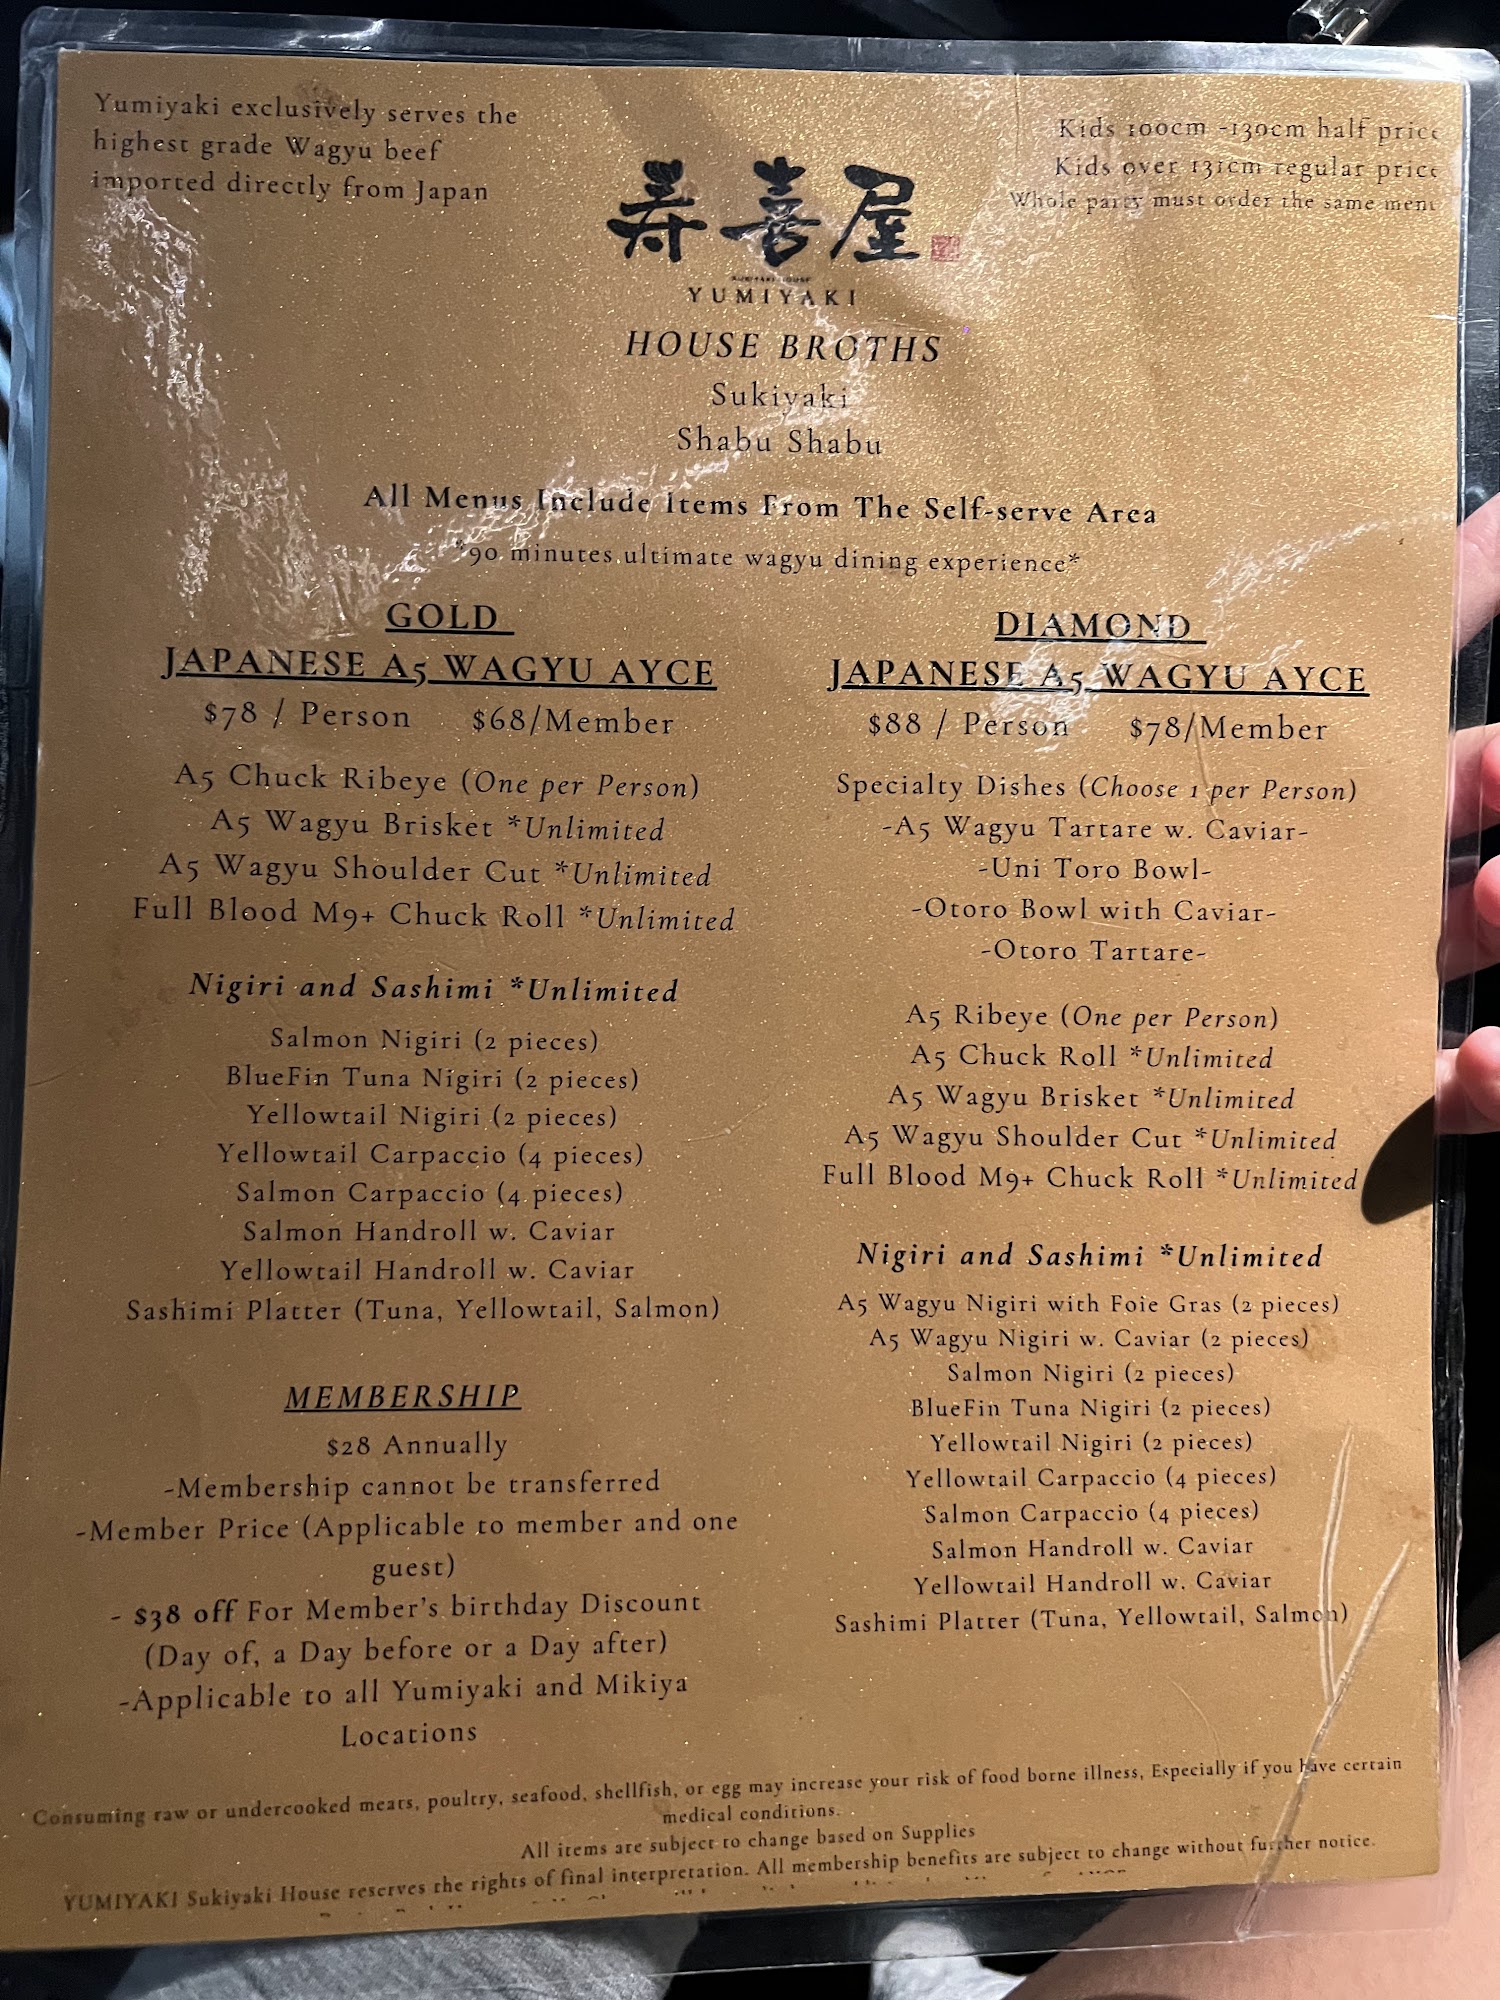 Yumiyaki exclusively serves the
highest grade Wagyu beef
imported directly from Japan
Kids 100cm -130cm half price
Kids over 131cm regular price
Whole party must order the same menu
寿喜屋
SUKIYAKI HOUSE
YUMIYAKI
HOUSE BROTHS
Sukiyaki
Shabu Shabu
All Menus Include Items From The Self-serve Area
*90 minutes ultimate wagyu dining experience*
GOLD
JAPANESE A5 WAGYU AYCE
$78 / Person $68/Member
A5 Chuck Ribeye (One per Person)
A5 Wagyu Brisket *Unlimited
A5 Wagyu Shoulder Cut *Unlimited
Full Blood M9+ Chuck Roll *Unlimited
Nigiri and Sashimi *Unlimited
Salmon Nigiri (2 pieces)
BlueFin Tuna Nigiri (2 pieces)
Yellowtail Nigiri (2 pieces)
Yellowtail Carpaccio (4 pieces)
Salmon Carpaccio (4 pieces)
Salmon Handroll w. Caviar
Yellowtail Handroll w. Caviar
Sashimi Platter (Tuna, Yellowtail, Salmon)
MEMBERSHIP
$28 Annually
-Membership cannot be transferred
-Member Price (Applicable to member and one
guest)
- $38 off For Member's birthday Discount
(Day of, a Day before or a Day after)
-Applicable to all Yumiyaki and Mikiya
Locations
DIAMOND
JAPANESE A5 WAGYU AYCE
$88 / Person $78/Member
Specialty Dishes (Choose 1 per Person)
-A5 Wagyu Tartare w. Caviar-
-Uni Toro Bowl-
-Otoro Bowl with Caviar-
-Otoro Tartare-
A5 Ribeye (One per Person)
A5 Chuck Roll *Unlimited
A5 Wagyu Brisket *Unlimited
A5 Wagyu Shoulder Cut *Unlimited
Full Blood M9+ Chuck Roll *Unlimited
Nigiri and Sashimi *Unlimited
A5 Wagyu Nigiri with Foie Gras (2 pieces)
A5 Wagyu Nigiri w. Caviar (2 pieces)
Salmon Nigiri (2 pieces)
BlueFin Tuna Nigiri (2 pieces)
Yellowtail Nigiri (2 pieces)
Yellowtail Carpaccio (4 pieces)
Salmon Carpaccio (4 pieces)
Salmon Handroll w. Caviar
Yellowtail Handroll w. Caviar
Sashimi Platter (Tuna, Yellowtail, Salmon)
Consuming raw or undercooked meats, poultry, seafood, shellfish, or egg may increase your risk of food borne illness, Especially if you have certain
medical conditions.
All items are subject to change based on Supplies
YUMIYAKI Sukiyaki House reserves the rights of final interpretation. All membership benefits are subject to change without further notice.